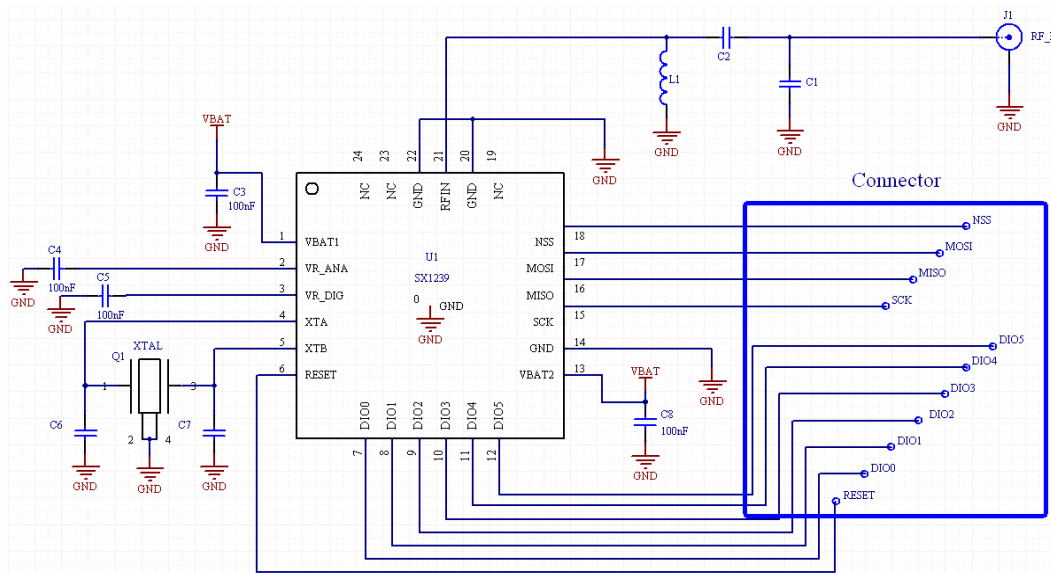 J1
RF_
C2
L1
C1
GND
GND
GND
VBAT
24
23
22
21
20
19
GND
C3
100nF
NC
NC
GND
RFIN
GND
NC
Connector
GND
1
VBAT1
NSS
18
NSS
C4
2
VR_ANA
U1
MOSI
17
MOSI
100nF
GND
C5
3
VR_DIG
SX1239
MISO
16
MISO
100nF
GND
0
GND
4
XTA
GND
SCK
15
SCK
XTAL
Q1
5
XTB
GND
14
DIO5
1
3
6
RESET
VBAT2
13
VBAT
DIO4
GND
DIO3
C6
2
4
C7
DIO0
DIO1
DIO2
DIO3
DIO4
DIO5
C8
100nF
DIO2
7
8
9
10
11
12
DIO1
GND
GND
GND
GND
DIO0
RESET